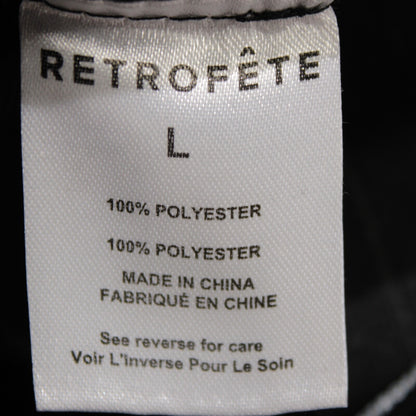 RETROFÊTE
L
100% POLYESTER
100% POLYESTER
MADE IN CHINA
FABRIQUÉ EN CHINE
See reverse for care
Voir L'inverse Pour Le Soin